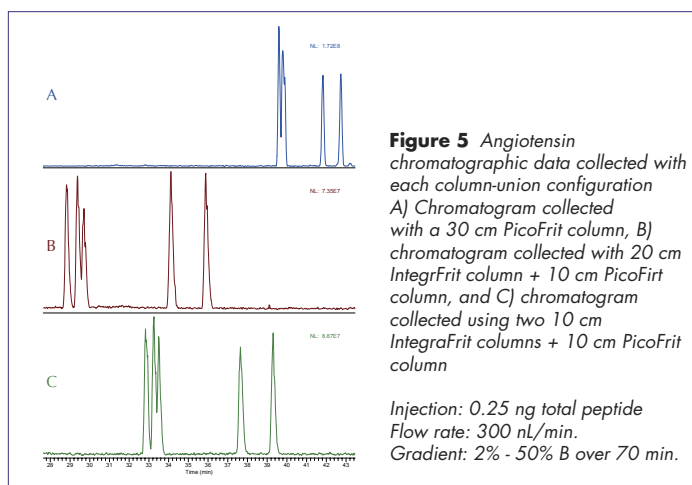 NL: 1.72E8
A
NL: 7.35E7
B
NL: 8.87E7
C
28 29 30 31 32 33 34 35 36 37 38 39 40 41 42 43
Time (min)
Figure 5 Angiotensin
chromatographic data collected with
each column-union configuration
A) Chromatogram collected
with a 30 cm PicoFrit column, B)
chromatogram collected with 20 cm
IntegrFrit column + 10 cm PicoFirt
column, and C) chromatogram
collected using two 10 cm
IntegraFrit columns + 10 cm PicoFrit
column
Injection: 0.25 ng total peptide
Flow rate: 300 nL/min.
Gradient: 2% - 50% B over 70 min.